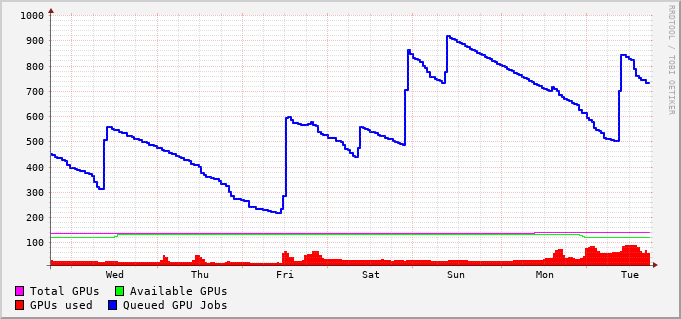 1000
900
800
700
600
500
400
300
200
100
Wed Thu Fri Sat Sun Mon Tue
Total GPUs Available GPUs
GPUs used Queued GPU Jobs
RRDTOOL / TOBI OETIKER